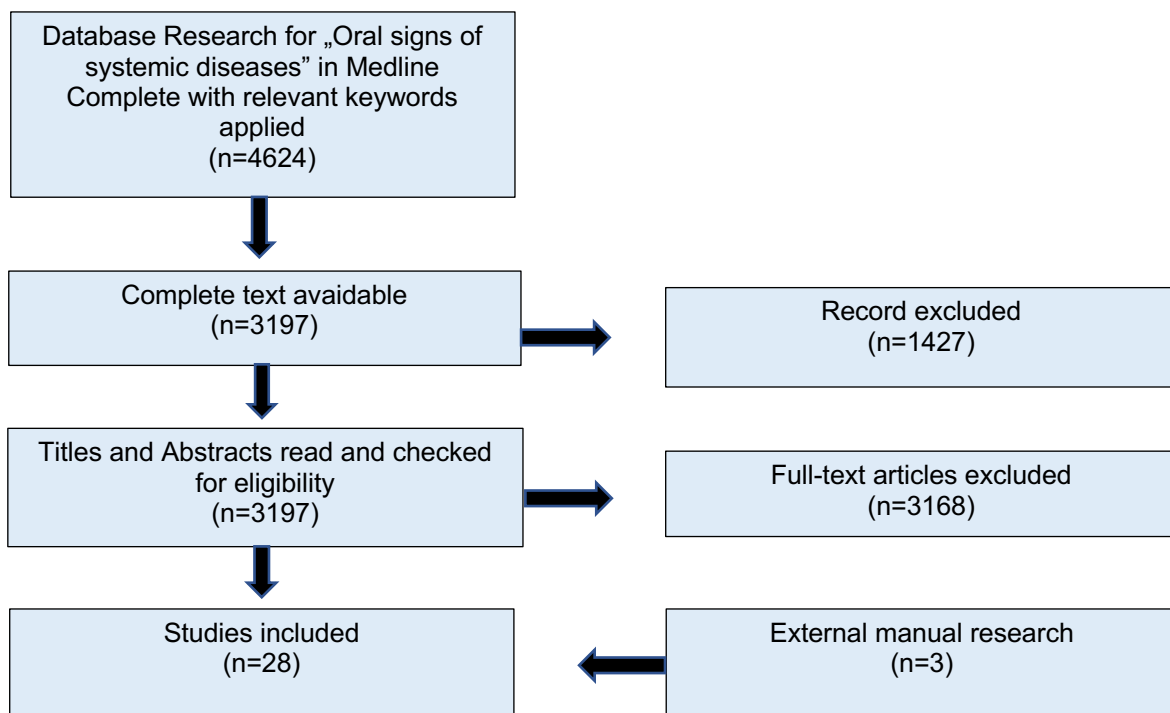 Database Research for „Oral signs of
systemic diseases” in Medline
Complete with relevant keywords
applied
(n=4624)
Complete text avaidable
(n=3197)
Record excluded
(n=1427)
Titles and Abstracts read and checked
for eligibility
(n=3197)
Full-text articles excluded
(n=3168)
Studies included
(n=28)
External manual research
(n=3)